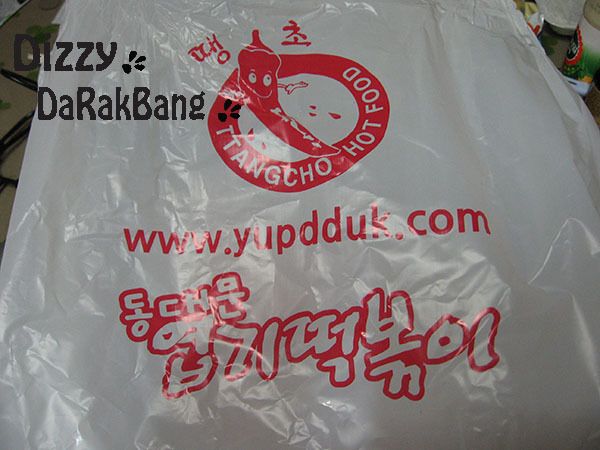 Dizzy
DaRakBang
땡초
TTANGCHO HOT FOOD
www.yupdduk.com
동대문
엽기떡볶이